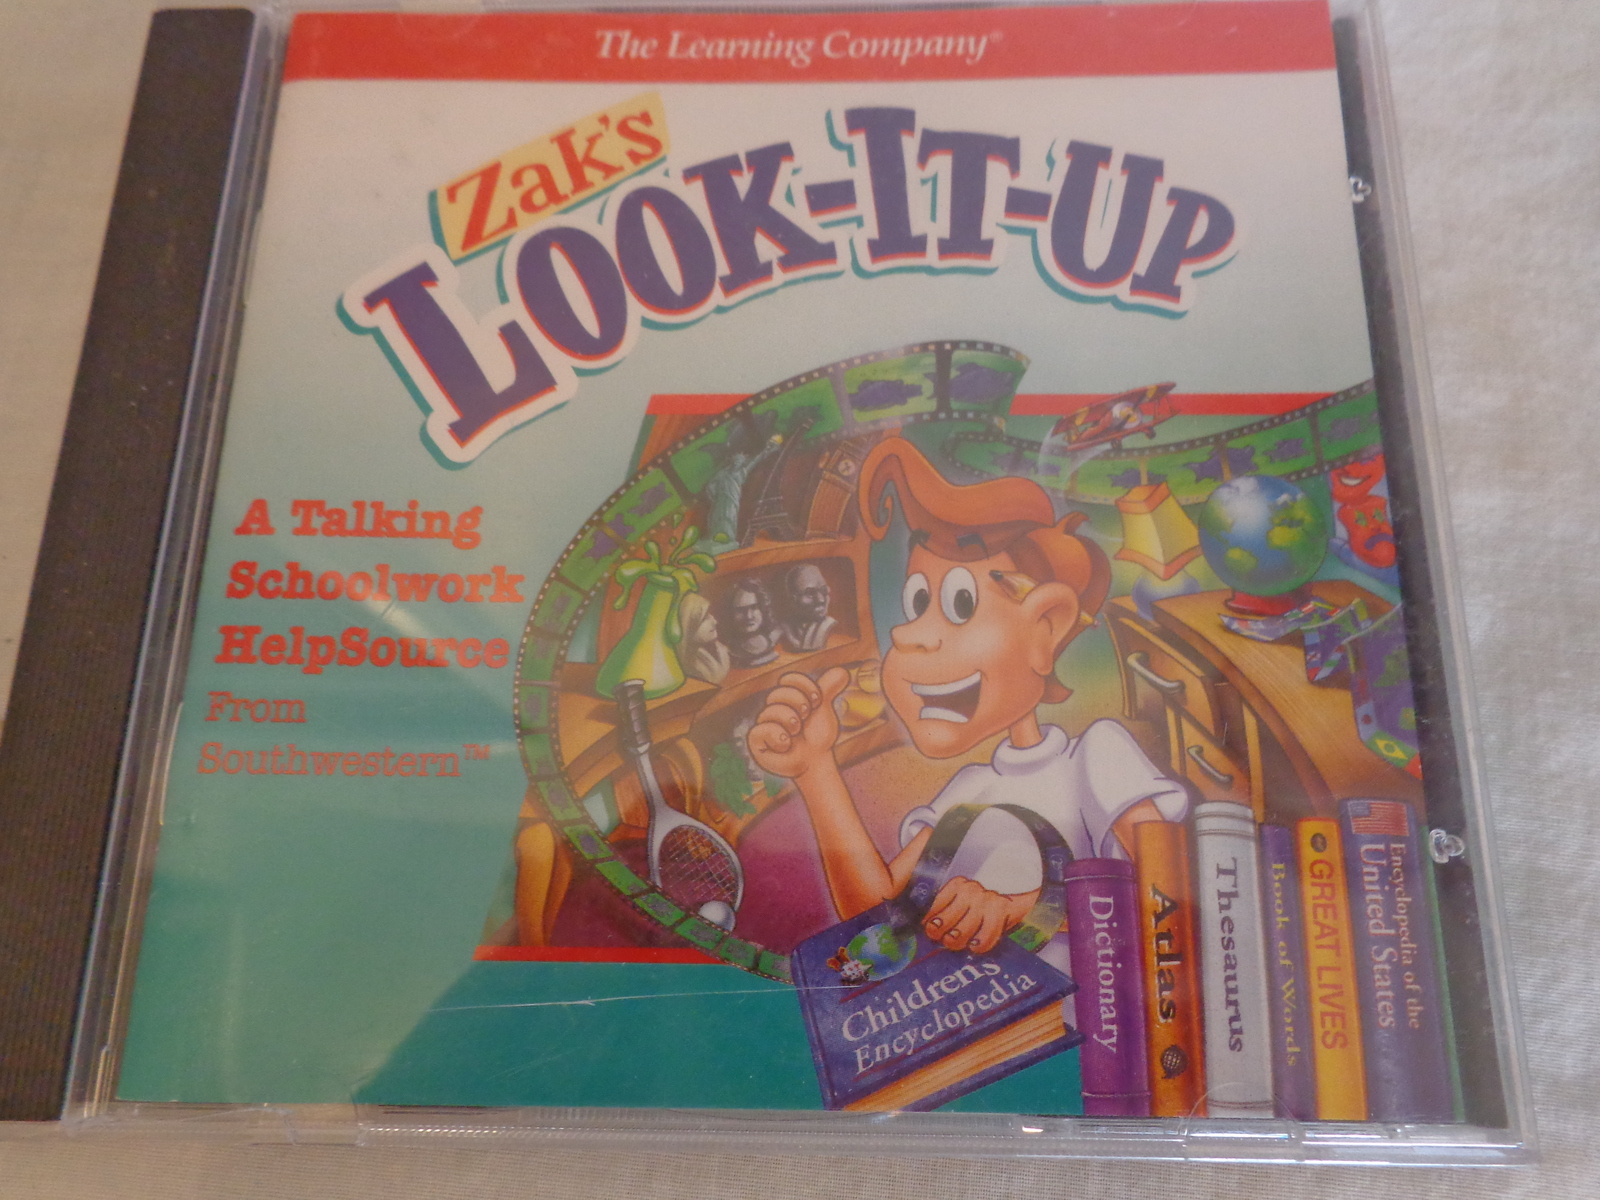 The Learning Company®
Zak's
LOOK-IT-UP
A Talking
Schoolwork
HelpSource
From
Southwestern™
Children's
Encyclopedia
Dictionary
Atlas
Thesaurus
Book of Words
GREAT LIVES
Encyclopedia of the
United States